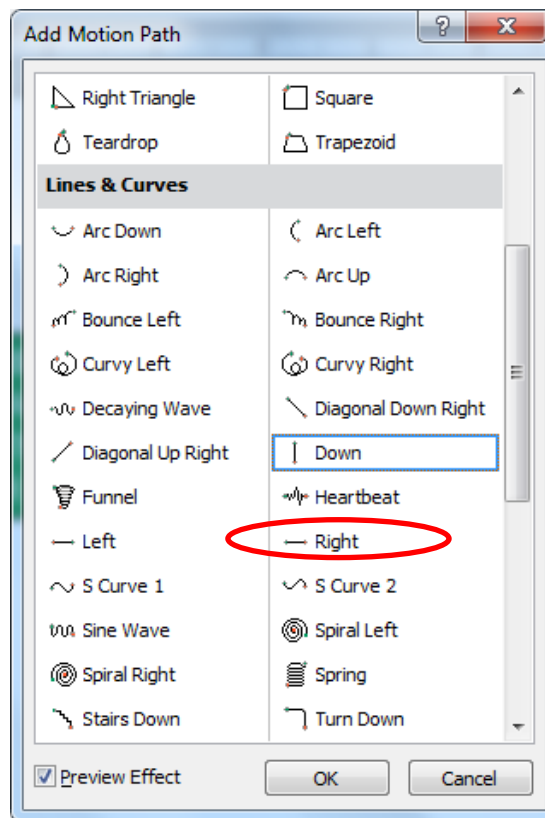 Add Motion Path
Right Triangle Square
Teardrop Trapezoid
Lines & Curves
Arc Down Arc Left
Arc Right Arc Up
Bounce Left Bounce Right
Curvy Left Curvy Right
Decaying Wave Diagonal Down Right
Diagonal Up Right Down
Funnel Heartbeat
Left Right
S Curve 1 S Curve 2
Sine Wave Spiral Left
Spiral Right Spring
Stairs Down Turn Down
Preview Effect OK Cancel